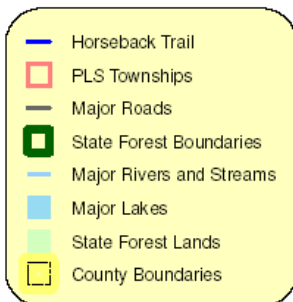 Horseback Trail
PLS Townships
Major Roads
State Forest Boundaries
Major Rivers and Streams
Major Lakes
State Forest Lands
County Boundaries